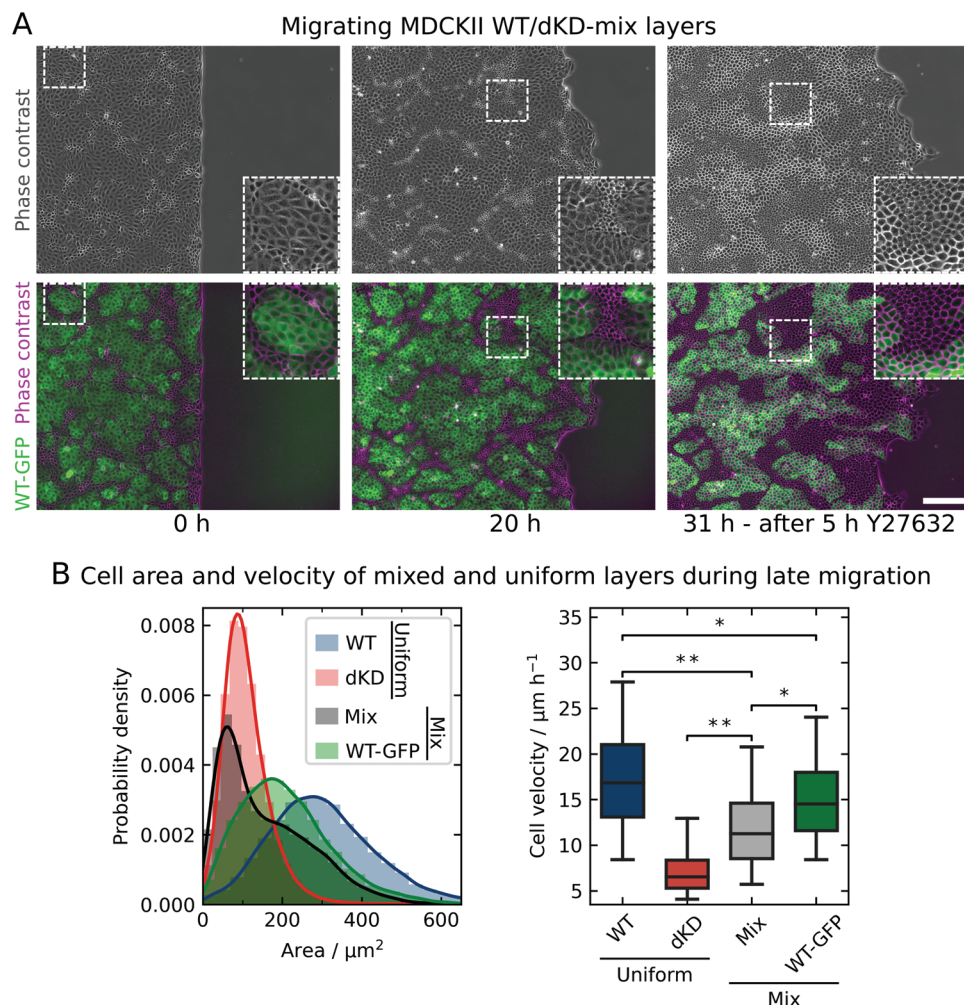 A
Migrating MDCKII WT/dKD-mix layers
Phase contrast
WT-GFP Phase contrast
0 h
20 h
31 h - after 5 h Y27632
B Cell area and velocity of mixed and uniform layers during late migration
Probability density
0.008
0.006
0.004
0.002
0.000
0
200
400
600
Area / μm²
WT
dKD
Uniform
Mix
WT-GFP
Mix
Cell velocity / μm h⁻¹
35
30
25
20
15
10
5
*
**
**
*
WT
dKD
Mix
WT-GFP
Uniform
Mix